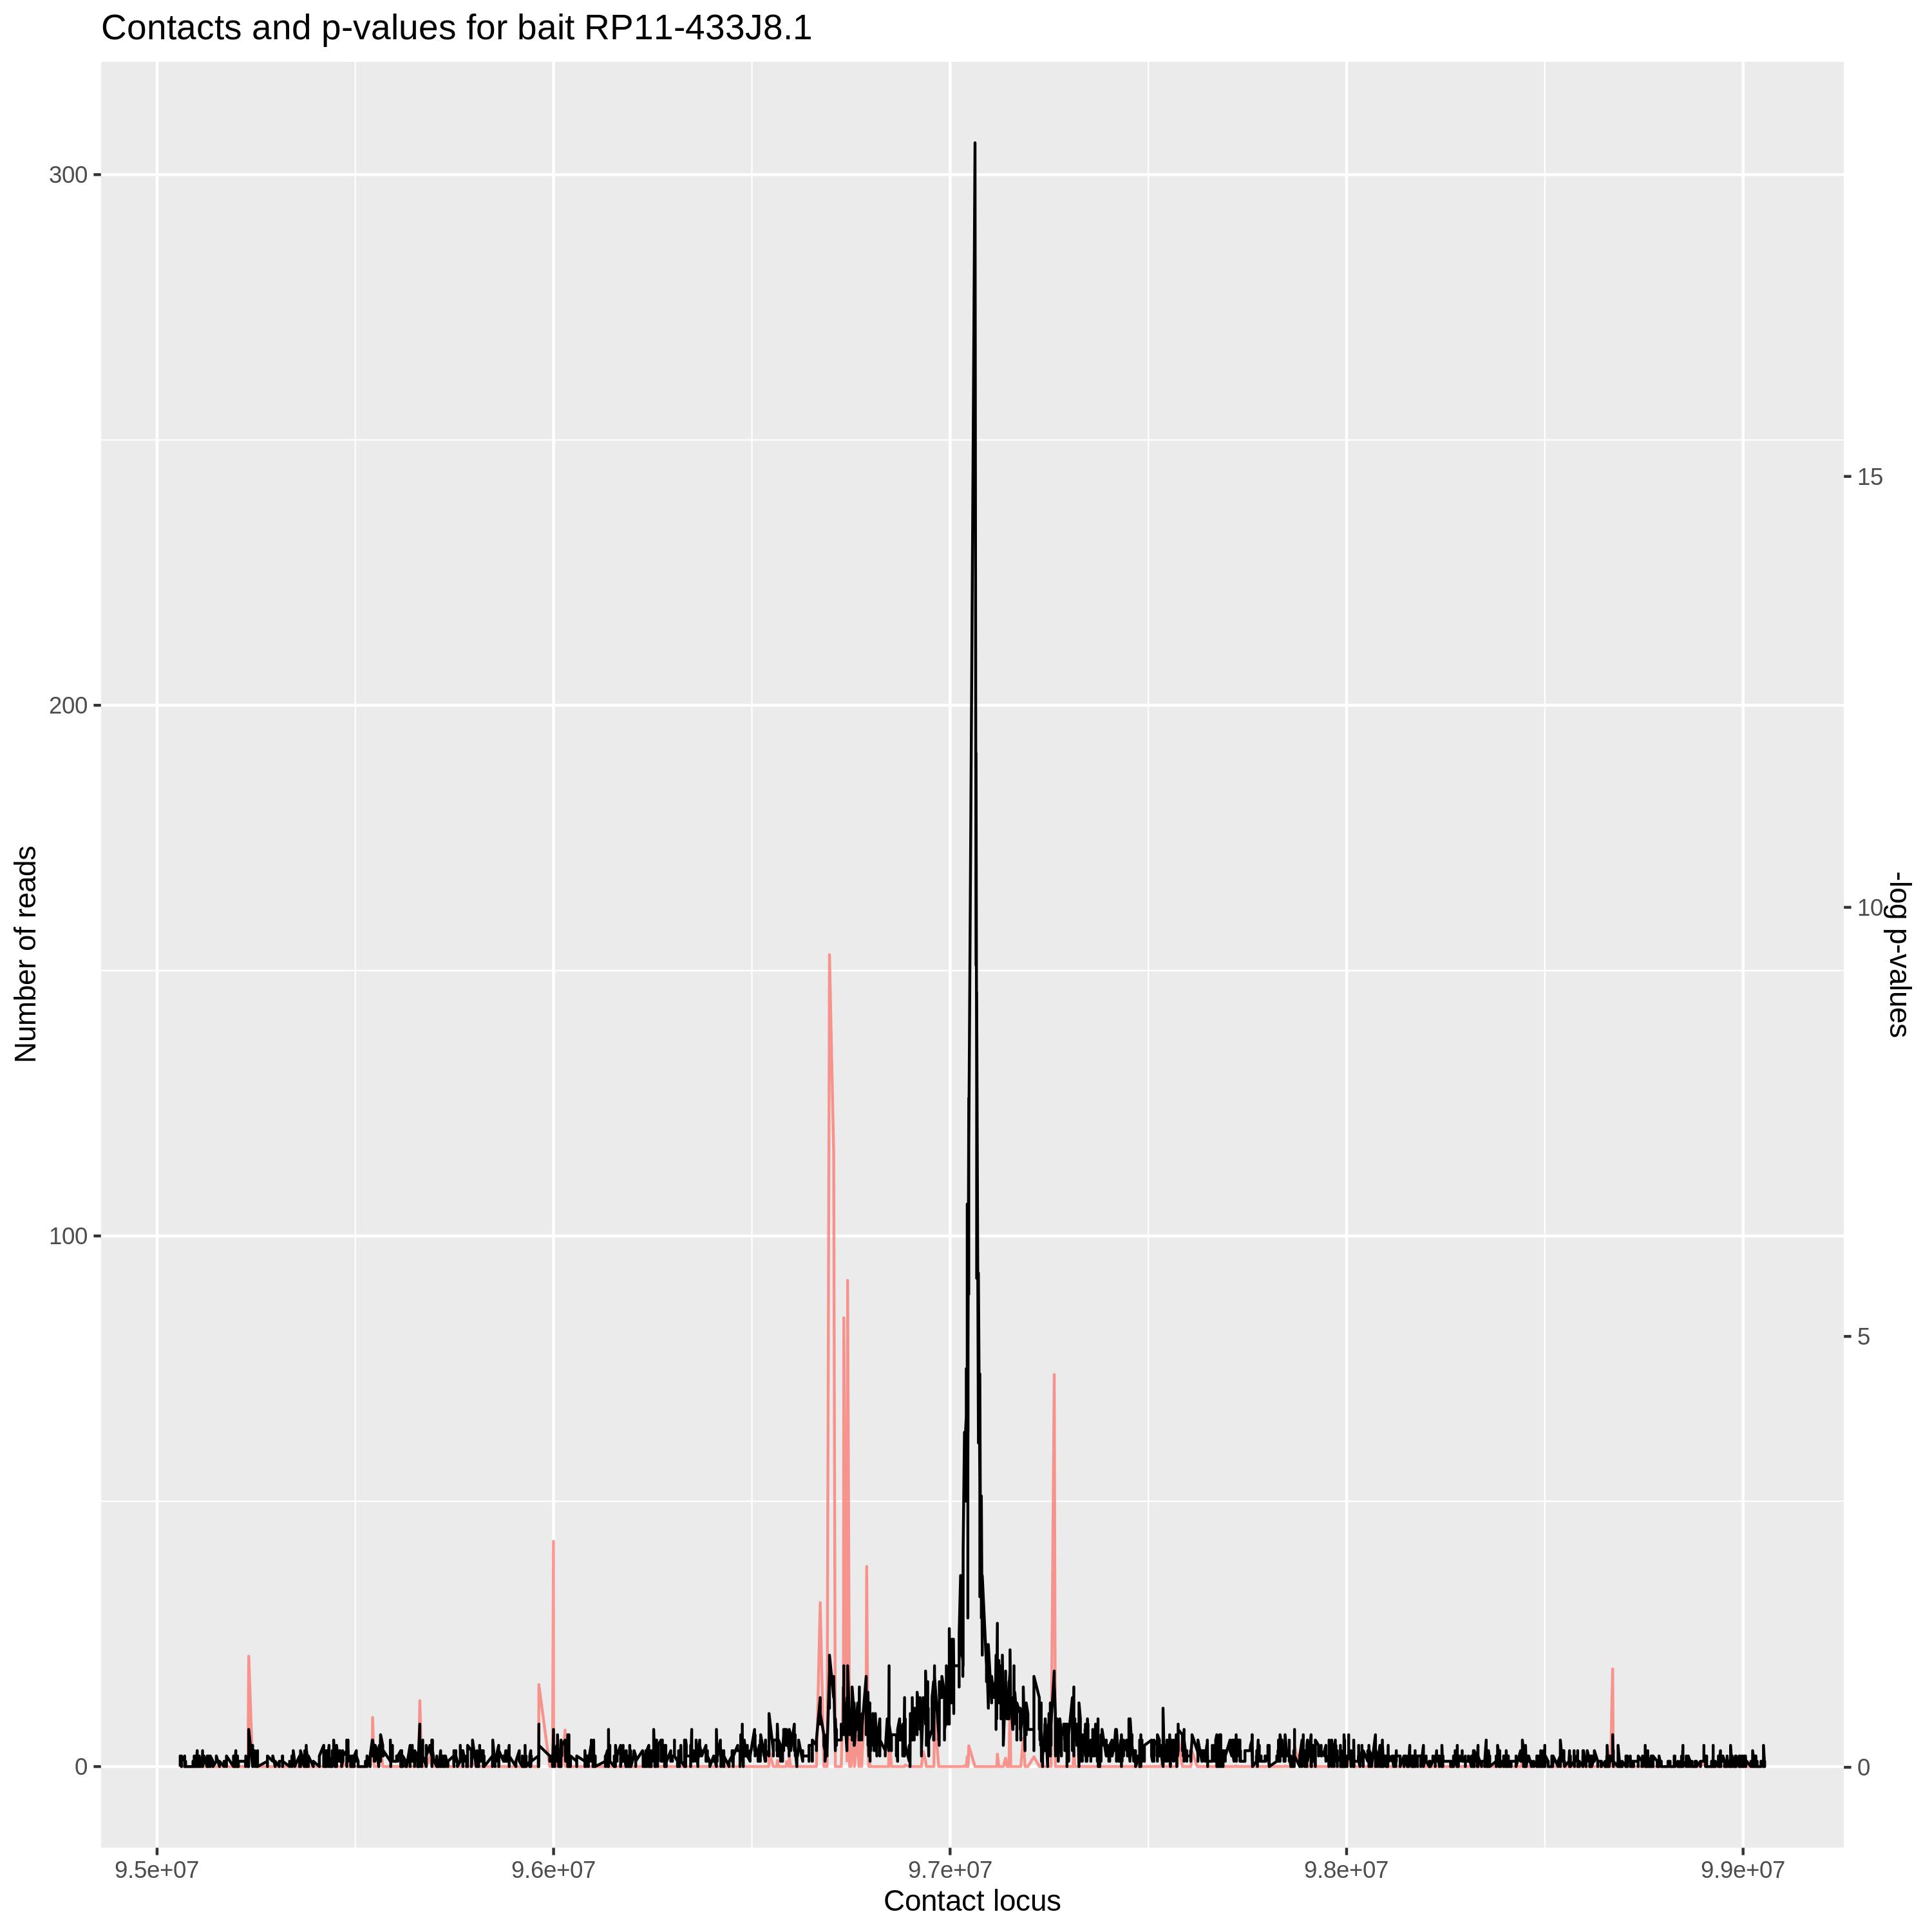 Contacts and p-values for bait RP11-433J8.1
300
200
100
0
Number of reads
15
10
5
0
-log p-values
9.5e+07 9.6e+07 9.7e+07 9.8e+07 9.9e+07
Contact locus